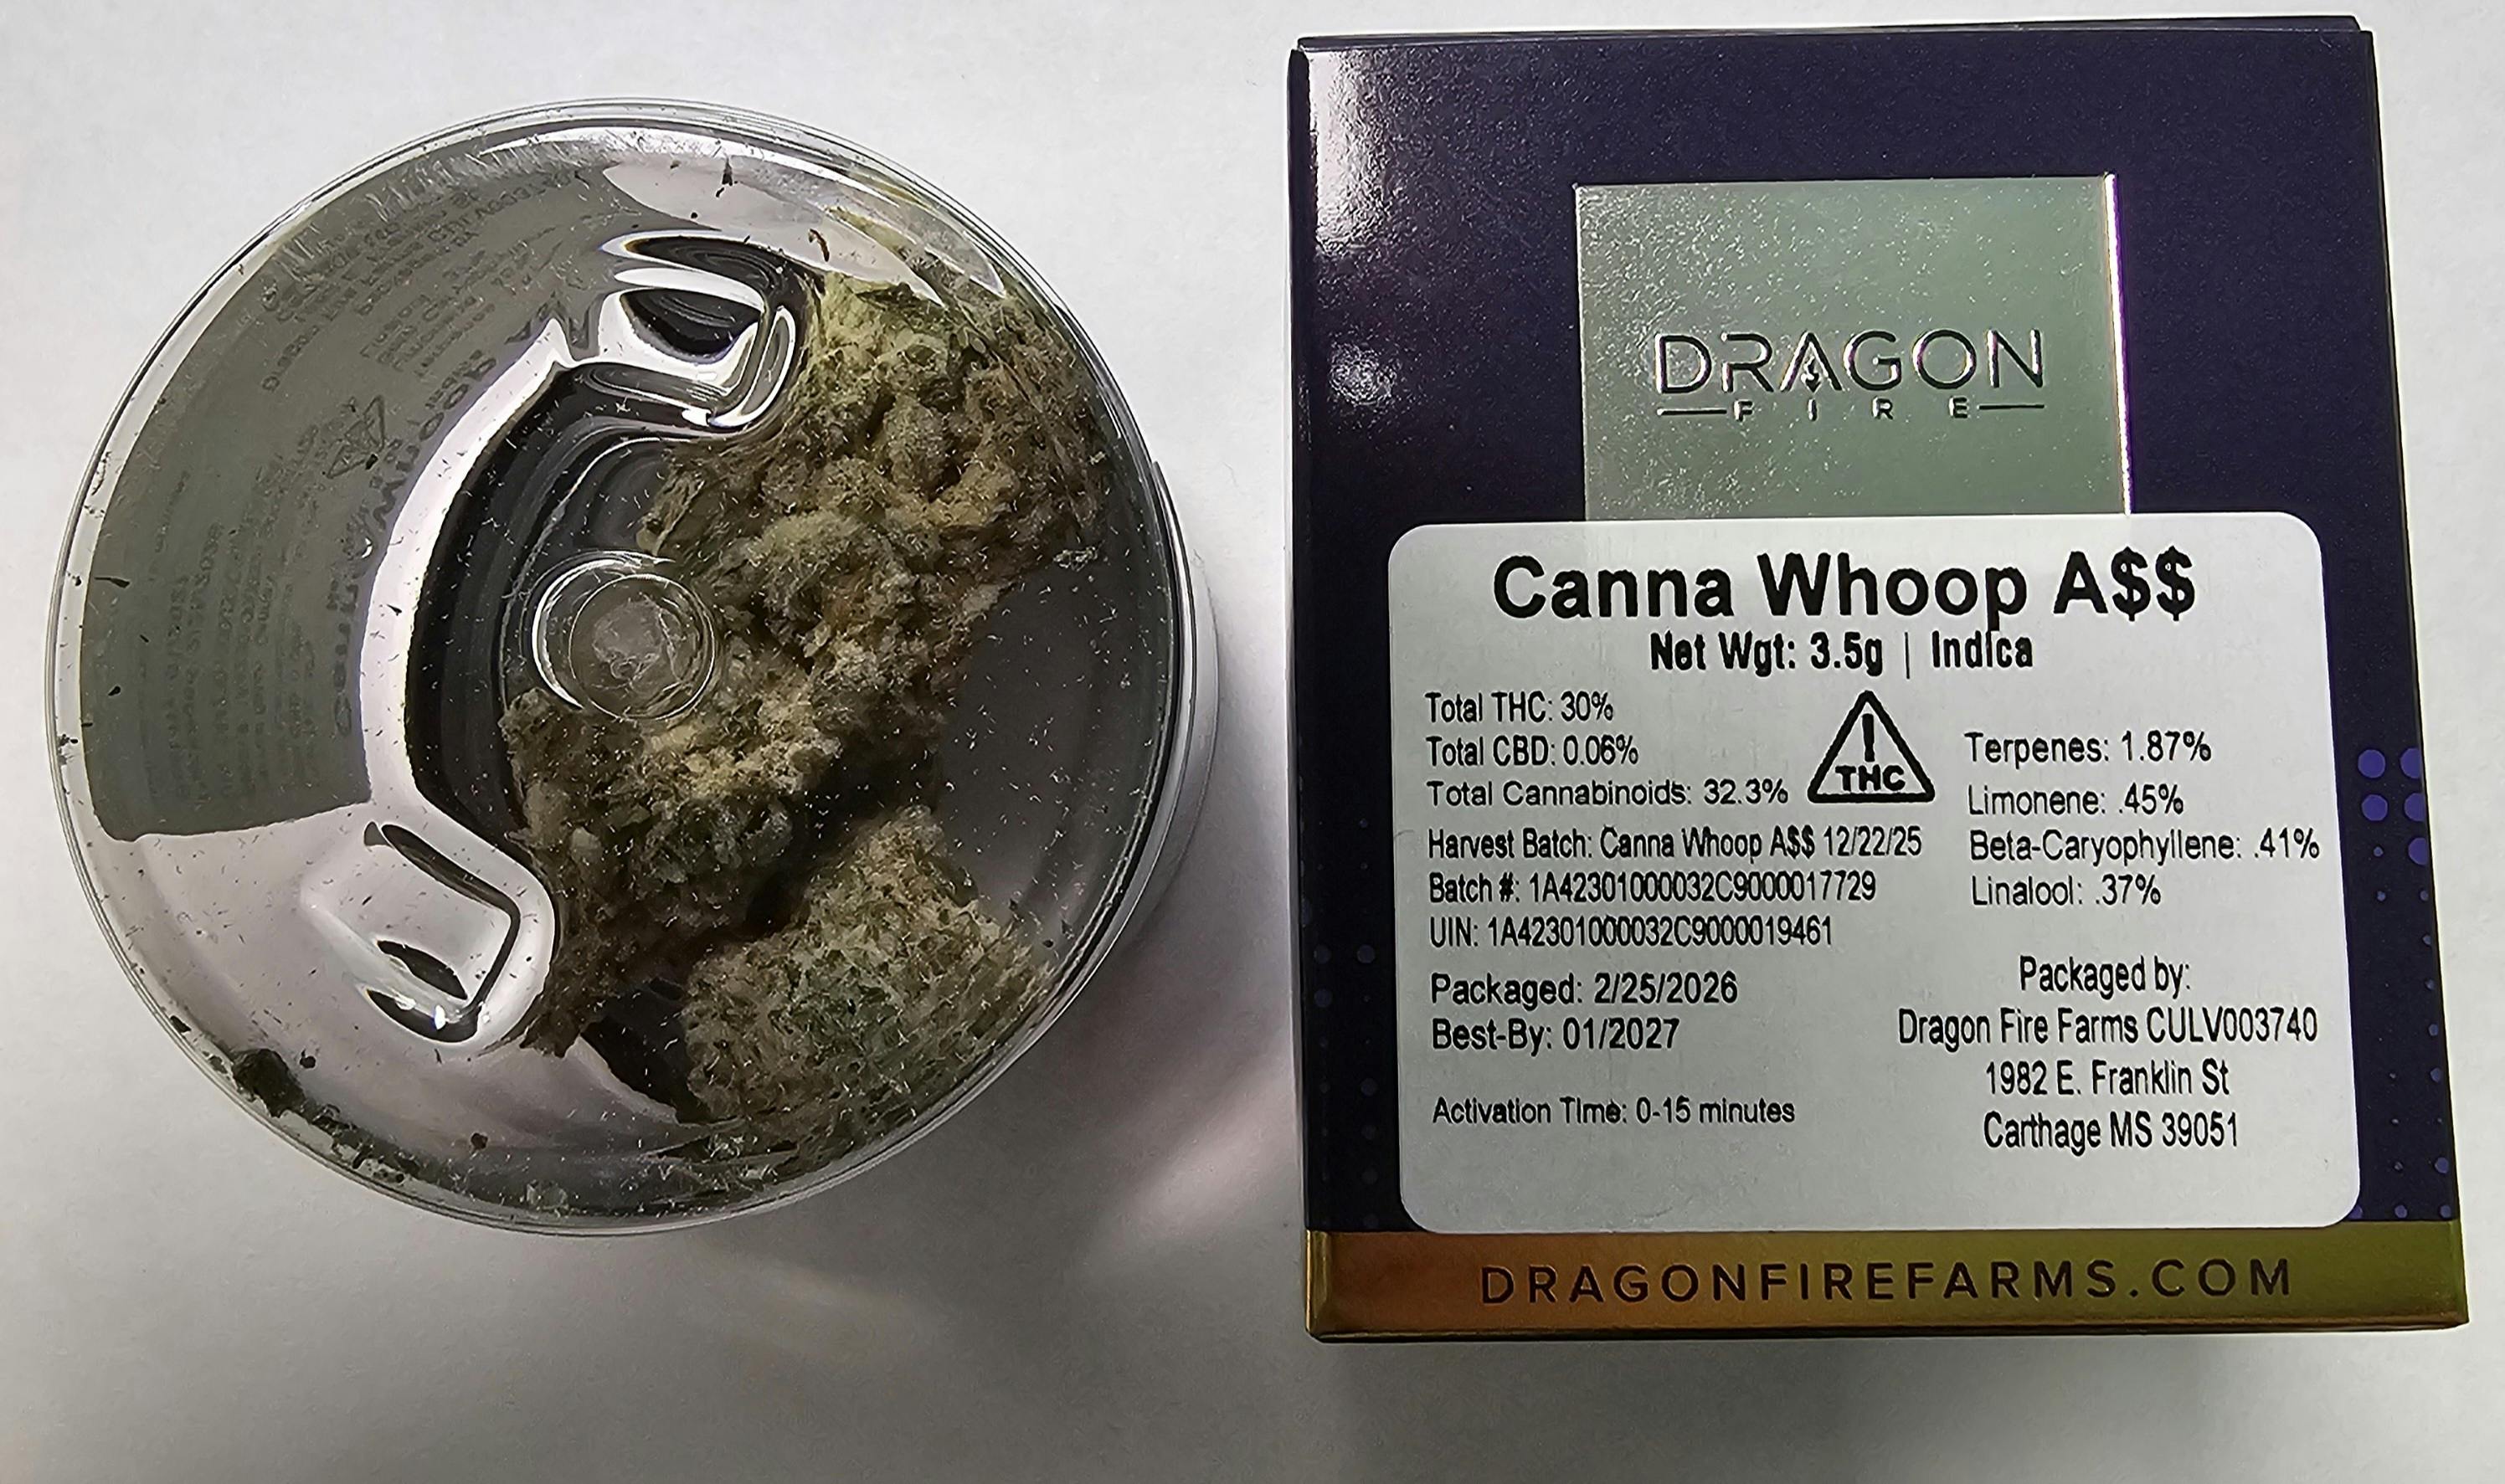 DRAGON
FIRE
Canna Whoop A$$
Net Wgt: 3.5g | Indica
Total THC: 30%
Total CBD: 0.06%
Total Cannabinoids: 32.3%
!
THC
Terpenes: 1.87%
Limonene: .45%
Beta-Caryophyllene: .41%
Linalool: .37%
Harvest Batch: Canna Whoop A$$ 12/22/25
Batch #: 1A42301000032C9000017729
UIN: 1A42301000032C9000019461
Packaged: 2/25/2026
Best-By: 01/2027
Activation Time: 0-15 minutes
Packaged by:
Dragon Fire Farms CULV003740
1982 E. Franklin St
Carthage MS 39051
DRAGONFIREFARMS.COM